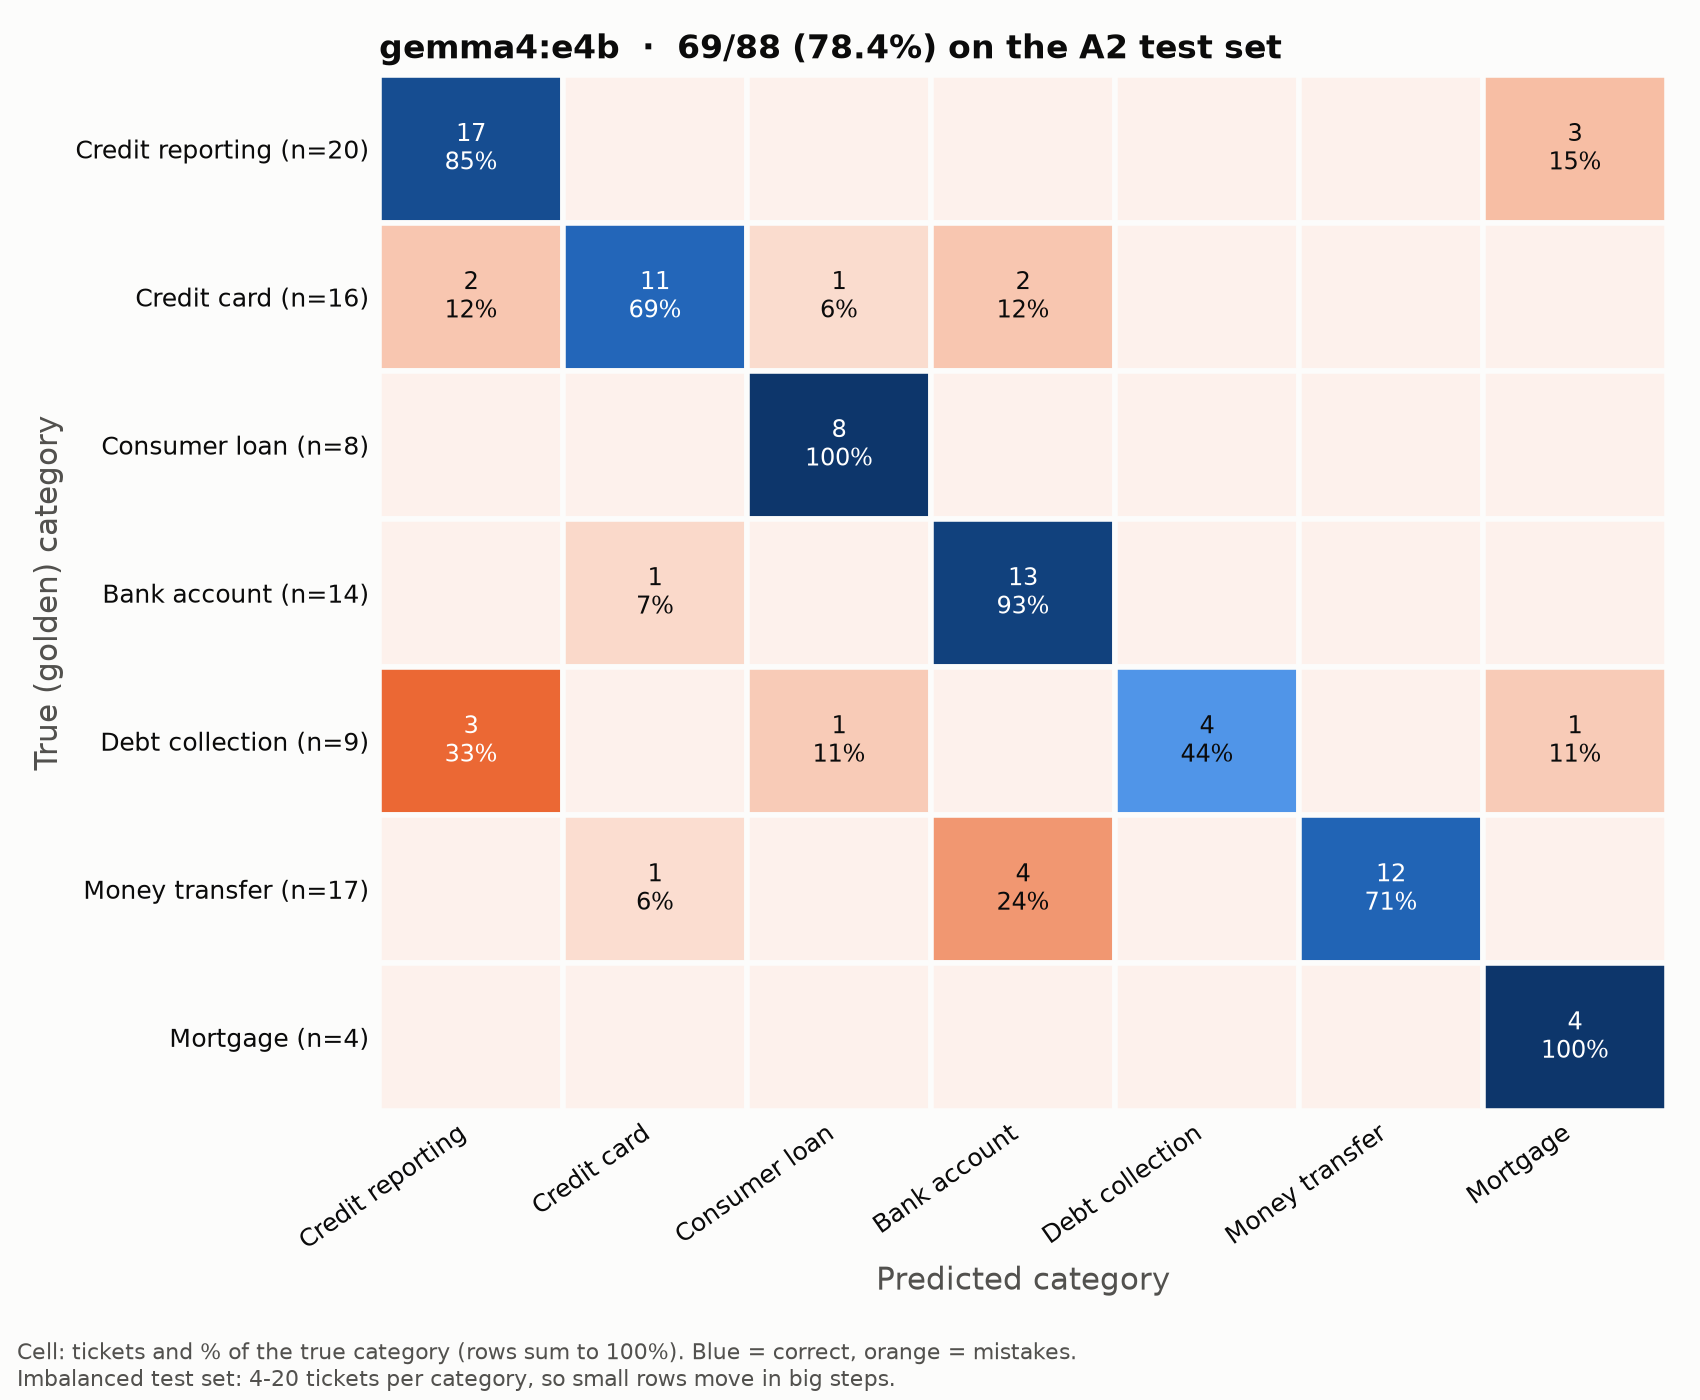 gemma4:e4b · 69/88 (78.4%) on the A2 test set
True (golden) category
Credit reporting (n=20)
17
85%
3
15%
Credit card (n=16)
2
12%
11
69%
1
6%
2
12%
Consumer loan (n=8)
8
100%
Bank account (n=14)
1
7%
13
93%
Debt collection (n=9)
3
33%
1
11%
4
44%
1
11%
Money transfer (n=17)
1
6%
4
24%
12
71%
Mortgage (n=4)
4
100%
Credit reporting
Credit card
Consumer loan
Bank account
Debt collection
Money transfer
Mortgage
Predicted category
Cell: tickets and % of the true category (rows sum to 100%). Blue = correct, orange = mistakes.
Imbalanced test set: 4-20 tickets per category, so small rows move in big steps.